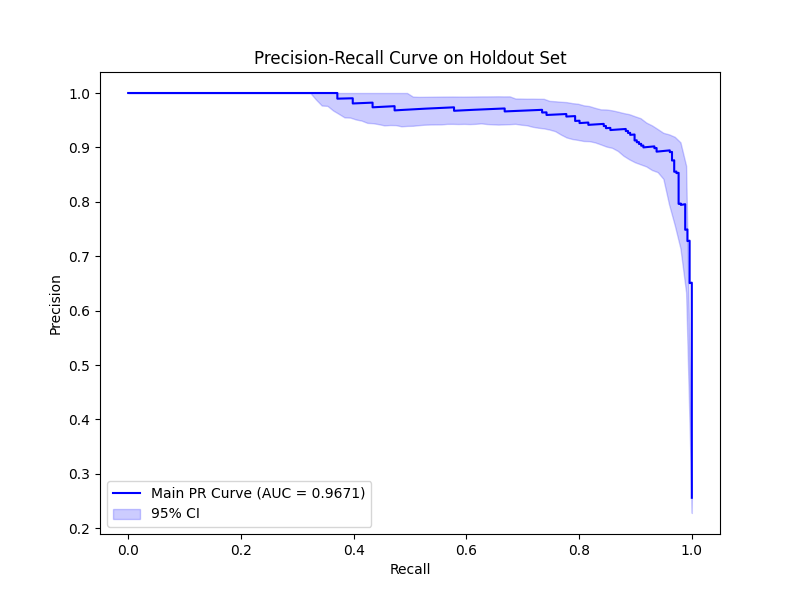 Precision-Recall Curve on Holdout Set
Precision
1.0
0.9
0.8
0.7
0.6
0.5
0.4
0.3
0.2
Main PR Curve (AUC = 0.9671)
95% CI
0.0 0.2 0.4 0.6 0.8 1.0
Recall